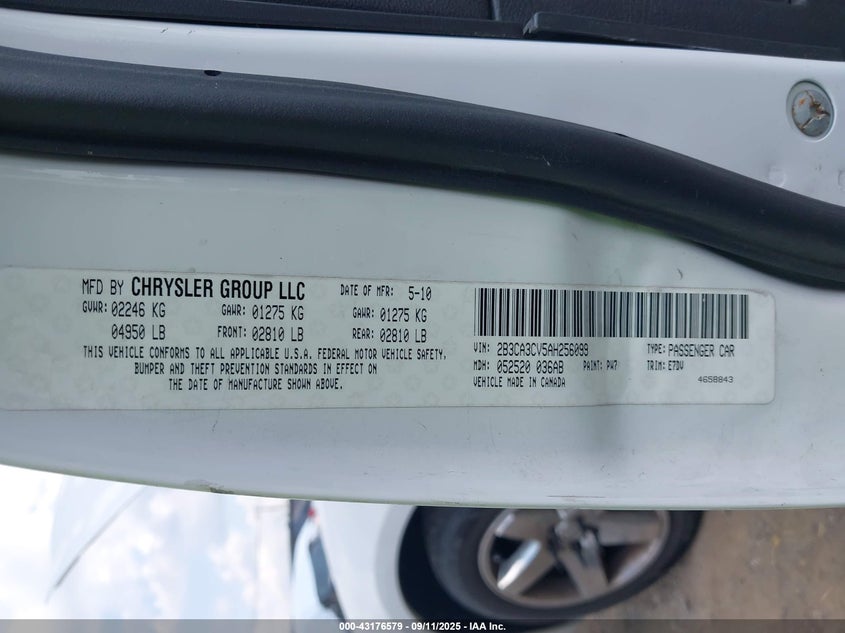 MFD BY CHRYSLER GROUP LLC DATE OF MFR: 5-10
GVWR: 02246 KG GAWR: 01275 KG GAWR: 01275 KG
04950 LB FRONT: 02810 LB REAR: 02810 LB
THIS VEHICLE CONFORMS TO ALL APPLICABLE U.S.A. FEDERAL MOTOR VEHICLE SAFETY,
BUMPER AND THEFT PREVENTION STANDARDS IN EFFECT ON
THE DATE OF MANUFACTURE SHOWN ABOVE.
VIN: 2B3CA3CV5AH256099 TYPE: PASSENGER CAR
MDH: 052520 036AB PAINT: PW7 TRIM: E7DV
VEHICLE MADE IN CANADA 4658843
000-43176579 - 09/11/2025 - IAA Inc.